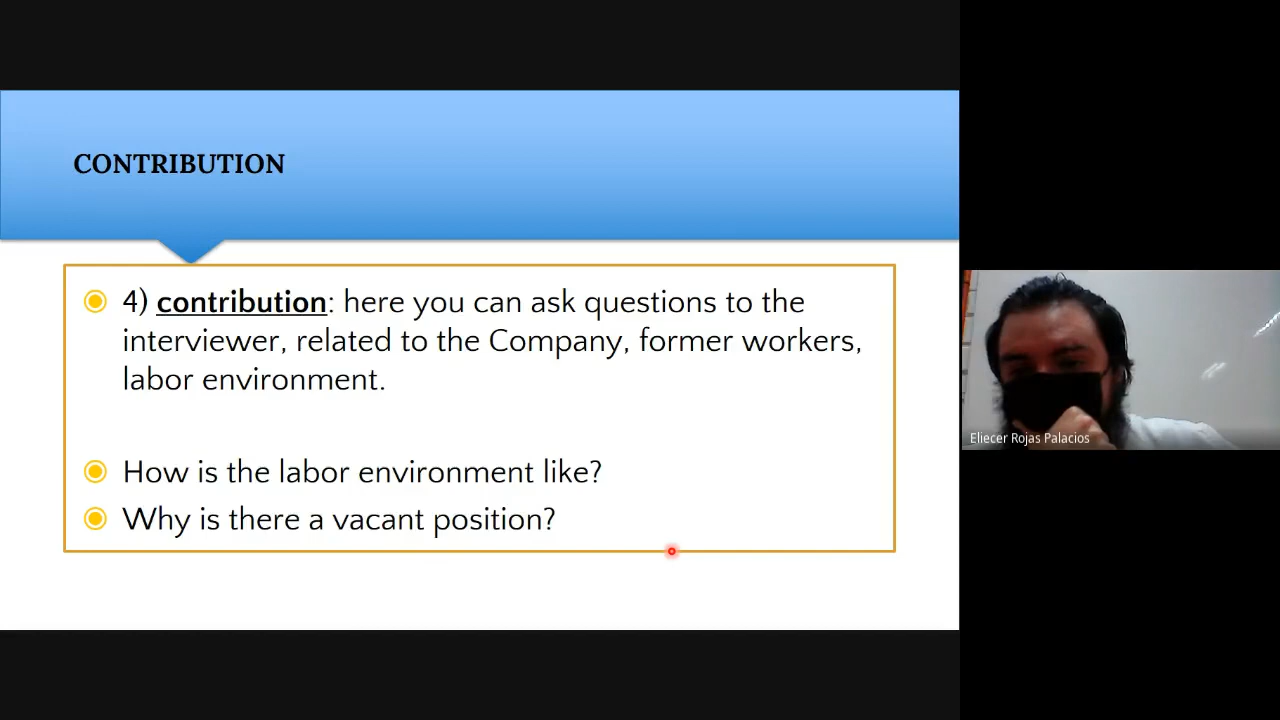 CONTRIBUTION
4) contribution: here you can ask questions to the
interviewer, related to the Company, former workers,
labor environment.
How is the labor environment like?
Why is there a vacant position?
Eliecer Rojas Palacios